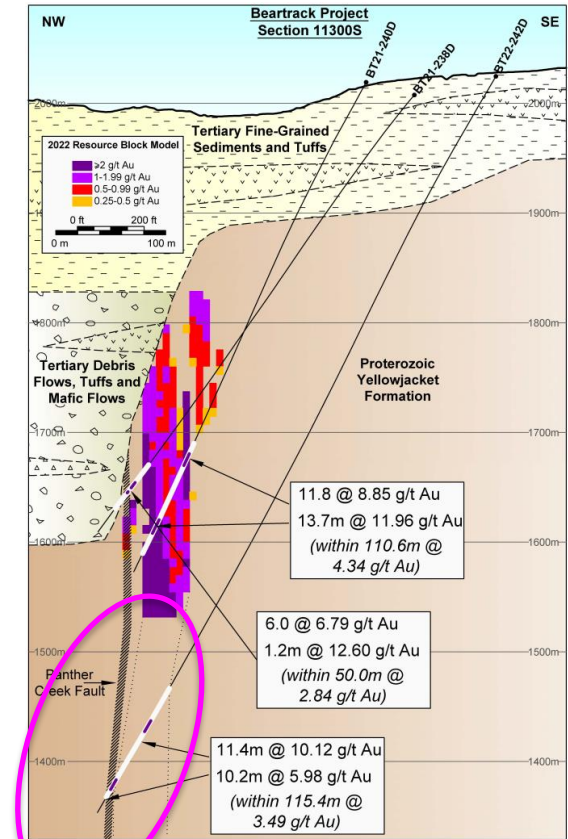 NW
Beartrack Project
Section 11300S
SE
BT21-240D
BT21-238D
BT22-242D
2000m
2000m
Tertiary Fine-Grained
Sediments and Tuffs
2022 Resource Block Model
≥2 g/t Au
1-1.99 g/t Au
0.5-0.99 g/t Au
0.25-0.5 g/t Au
0 ft 200 ft
0 m 100 m
1900m
1800m
1800m
Tertiary Debris
Flows, Tuffs and
Mafic Flows
Proterozoic
Yellowjacket
Formation
1700m
1700m
11.8 @ 8.85 g/t Au
13.7m @ 11.96 g/t Au
(within 110.6m @
4.34 g/t Au)
1600m
1600m
6.0 @ 6.79 g/t Au
1.2m @ 12.60 g/t Au
(within 50.0m @
2.84 g/t Au)
1500m
1500m
Panther
Creek Fault
11.4m @ 10.12 g/t Au
10.2m @ 5.98 g/t Au
(within 115.4m @
3.49 g/t Au)
1400m
1400m